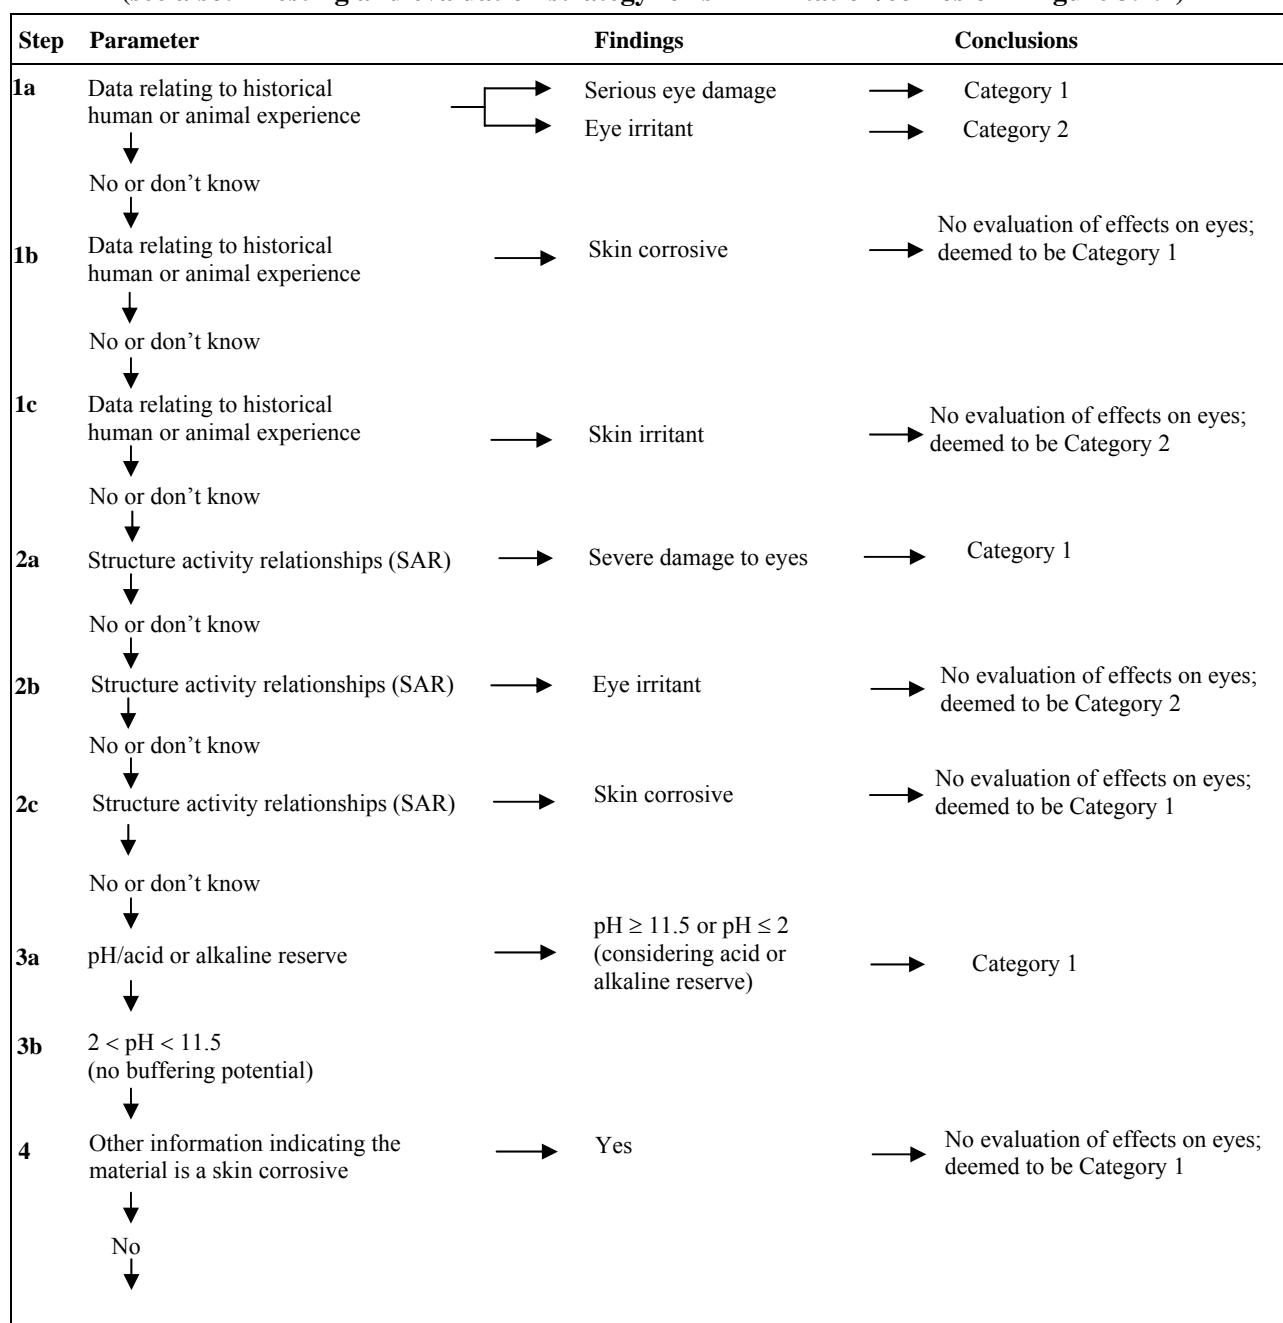 Step Parameter Findings Conclusions
1a Data relating to historical human or animal experience
Serious eye damage Category 1
Eye irritant Category 2
No or don’t know
1b Data relating to historical human or animal experience
Skin corrosive
No evaluation of effects on eyes;
deemed to be Category 1
No or don’t know
1c Data relating to historical human or animal experience
Skin irritant
No evaluation of effects on eyes;
deemed to be Category 2
No or don’t know
2a Structure activity relationships (SAR) Severe damage to eyes Category 1
No or don’t know
2b Structure activity relationships (SAR) Eye irritant
No evaluation of effects on eyes;
deemed to be Category 2
No or don’t know
2c Structure activity relationships (SAR) Skin corrosive
No evaluation of effects on eyes;
deemed to be Category 1
No or don’t know
3a pH/acid or alkaline reserve
pH ≥ 11.5 or pH ≤ 2
(considering acid or
alkaline reserve)
Category 1
3b 2 < pH < 11.5
(no buffering potential)
4 Other information indicating the
material is a skin corrosive
Yes
No evaluation of effects on eyes;
deemed to be Category 1
No